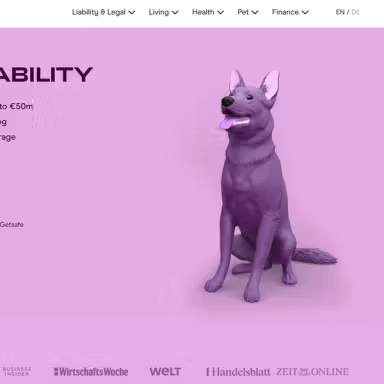 Liability & Legal Living Health Pet Finance EN / DE
ABILITY
to €50m
og
rage
Getsafe
BUSINESS
INSIDER
WirtschaftsWoche
WELT
Handelsblatt
ZEIT ONLINE